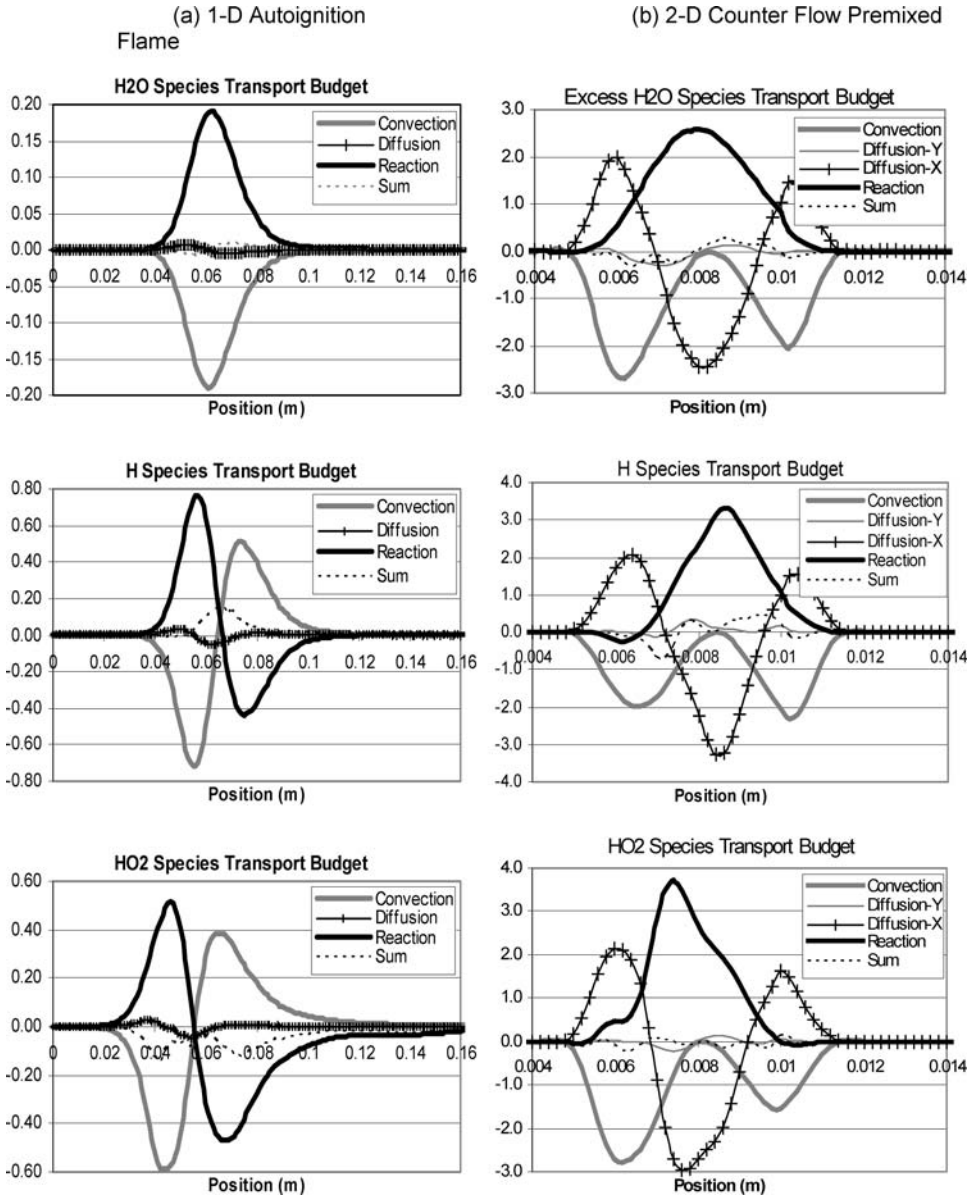 (a) 1-D Autoignition
Flame
(b) 2-D Counter Flow Premixed
H2O Species Transport Budget
0.20
0.15
0.10
0.05
0.00
-0.05
-0.10
-0.15
-0.20
0 0.02 0.04 0.06 0.08 0.1 0.12 0.14 0.16
Convection
Diffusion
Reaction
Sum
Position (m)
Excess H2O Species Transport Budget
3.0
2.0
1.0
0.0
-1.0
-2.0
-3.0
0.004 0.006 0.008 0.01 0.012 0.014
Convection
Diffusion-Y
Diffusion-X
Reaction
Sum
Position (m)
H Species Transport Budget
0.80
0.60
0.40
0.20
0.00
-0.20
-0.40
-0.60
-0.80
0 0.02 0.04 0.06 0.08 0.1 0.12 0.14 0.16
Convection
Diffusion
Reaction
Sum
Position (m)
H Species Transport Budget
4.0
3.0
2.0
1.0
0.0
-1.0
-2.0
-3.0
-4.0
0.004 0.006 0.008 0.01 0.012 0.014
Convection
Diffusion-Y
Diffusion-X
Reaction
Sum
Position (m)
HO2 Species Transport Budget
0.60
0.40
0.20
0.00
-0.20
-0.40
-0.60
0 0.02 0.04 0.06 0.08 0.1 0.12 0.14 0.16
Convection
Diffusion
Reaction
Sum
Position (m)
HO2 Species Transport Budget
4.0
3.0
2.0
1.0
0.0
-1.0
-2.0
-3.0
0.004 0.006 0.008 0.01 0.012 0.014
Convection
Diffusion-Y
Diffusion-X
Reaction
Sum
Position (m)